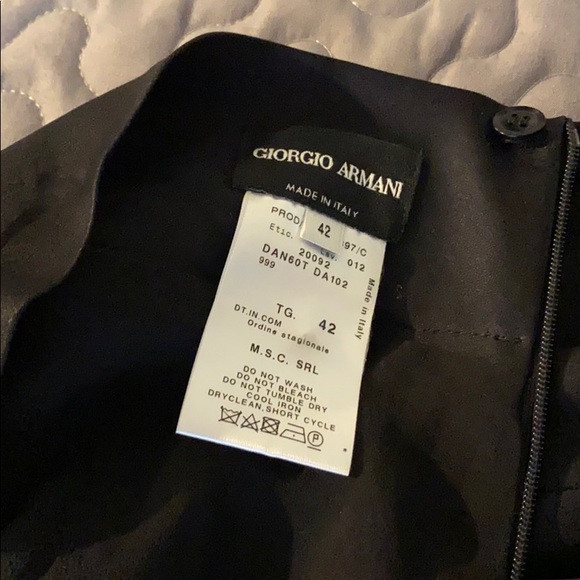 GIORGIO ARMANI
MADE IN ITALY
42
PROD 97/C
Etic. 012
20092
DAN60T DA102
999
Made in Italy
TG. 42
DT.IN.COM
Ordine stagionale
M.S.C. SRL
DO NOT WASH
DO NOT BLEACH
DO NOT TUMBLE DRY
COOL IRON
DRYCLEAN,SHORT CYCLE
P